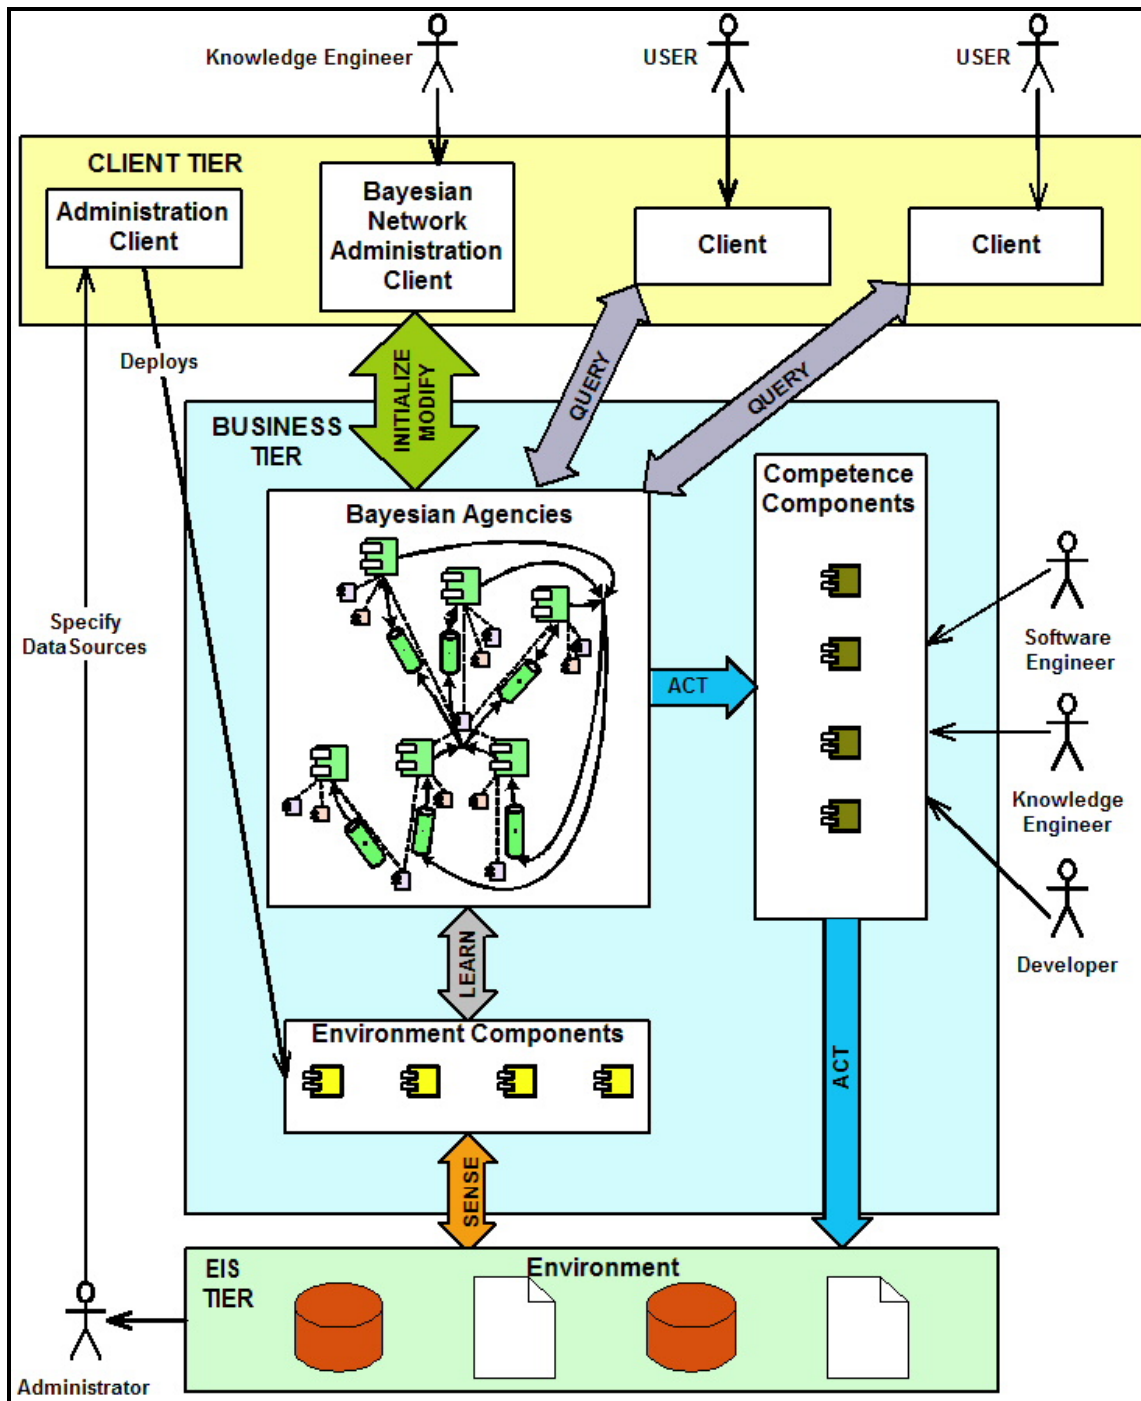 Knowledge Engineer
USER
USER
CLIENT TIER
Administration
Client
Bayesian
Network
Administration
Client
Client
Client
Deploys
INITIALIZE
MODIFY
QUERY
QUERY
BUSINESS
TIER
Bayesian Agencies
Competence
Components
Specify
DataSources
ACT
Software
Engineer
Knowledge
Engineer
Developer
LEARN
Environment Components
ACT
SENSE
EIS
TIER
Environment
Administrator